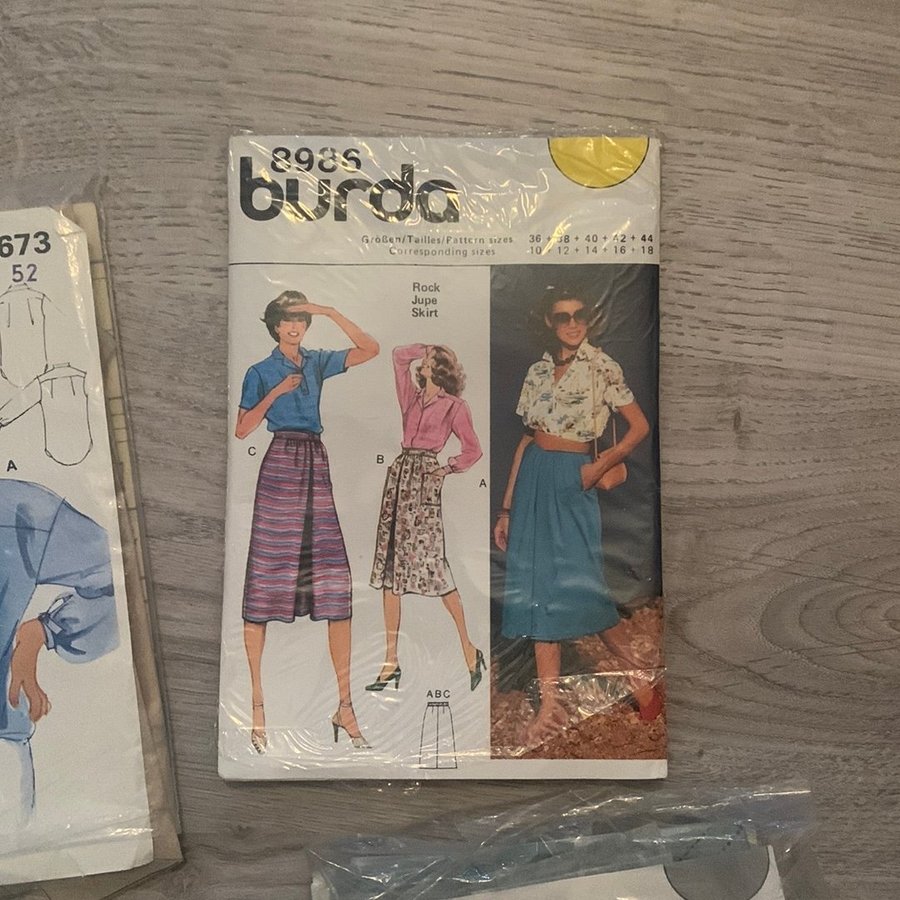 8986
burda
Größen/Tailles/Pattern sizes 36 + 38 + 40 + 42 + 44
Corresponding sizes 10 + 12 + 14 + 16 + 18
Rock
Jupe
Skirt
C
B
A
ABC
673
52
A